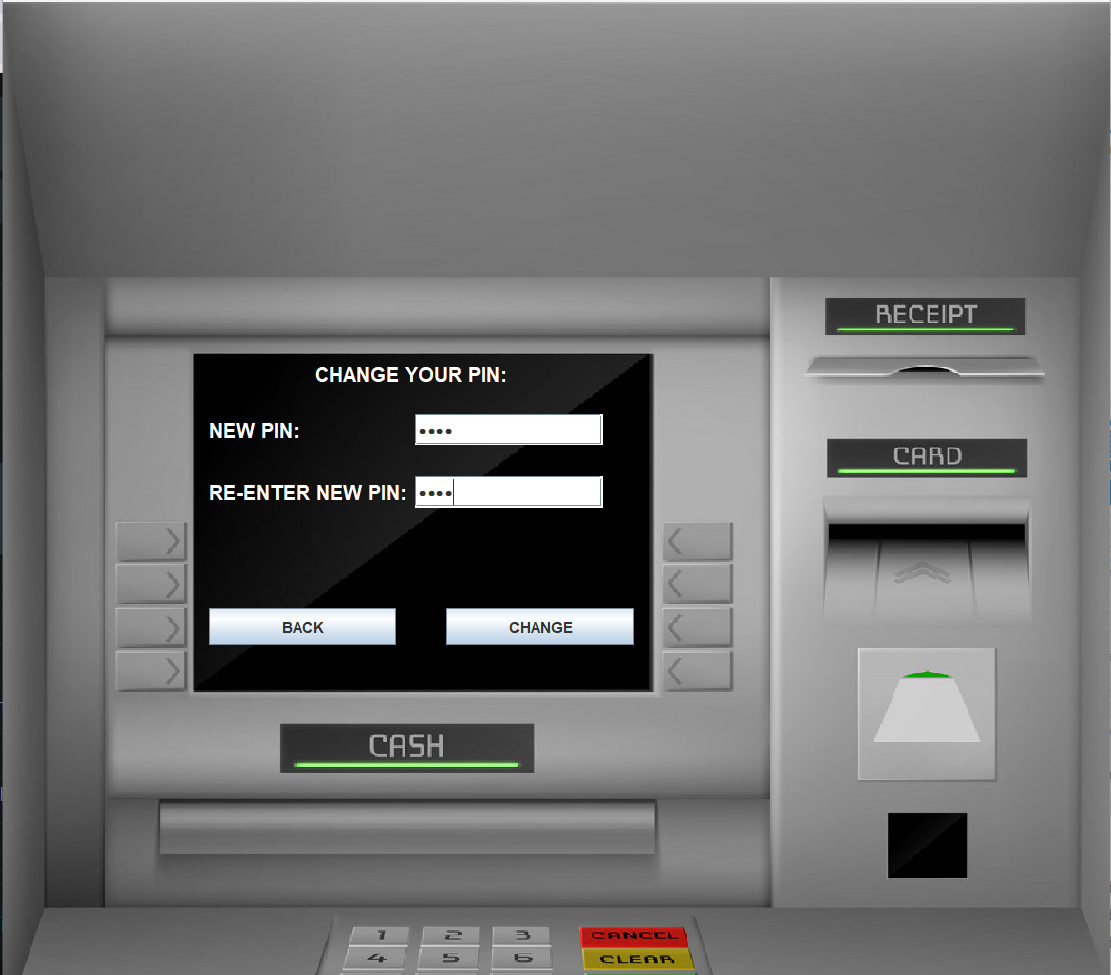 RECEIPT
CHANGE YOUR PIN:
NEW PIN: ••••
RE-ENTER NEW PIN: ••••
CARD
BACK CHANGE
CASH
1 2 3 CANCEL
4 5 6 CLEAR